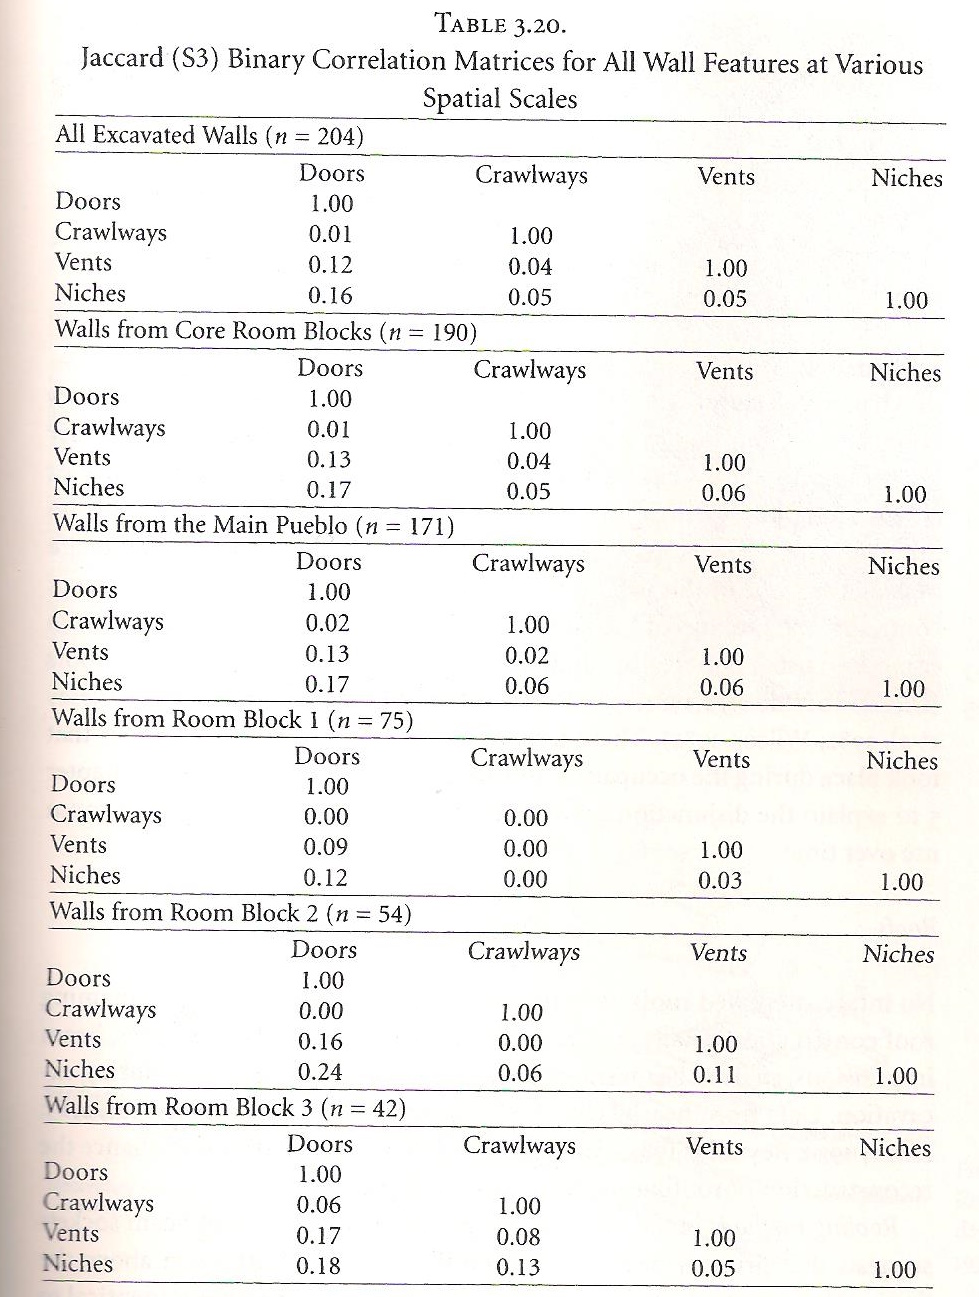 TABLE 3.20.
Jaccard (S3) Binary Correlation Matrices for All Wall Features at Various
Spatial Scales
All Excavated Walls (n = 204)
Doors Crawlways Vents Niches
Doors 1.00
Crawlways 0.01 1.00
Vents 0.12 0.04 1.00
Niches 0.16 0.05 0.05 1.00
Walls from Core Room Blocks (n = 190)
Doors Crawlways Vents Niches
Doors 1.00
Crawlways 0.01 1.00
Vents 0.13 0.04 1.00
Niches 0.17 0.05 0.06 1.00
Walls from the Main Pueblo (n = 171)
Doors Crawlways Vents Niches
Doors 1.00
Crawlways 0.02 1.00
Vents 0.13 0.02 1.00
Niches 0.17 0.06 0.06 1.00
Walls from Room Block 1 (n = 75)
Doors Crawlways Vents Niches
Doors 1.00
Crawlways 0.00 0.00
Vents 0.09 0.00 1.00
Niches 0.12 0.00 0.03 1.00
Walls from Room Block 2 (n = 54)
Doors Crawlways Vents Niches
Doors 1.00
Crawlways 0.00 1.00
Vents 0.16 0.00 1.00
Niches 0.24 0.06 0.11 1.00
Walls from Room Block 3 (n = 42)
Doors Crawlways Vents Niches
Doors 1.00
Crawlways 0.06 1.00
Vents 0.17 0.08 1.00
Niches 0.18 0.13 0.05 1.00